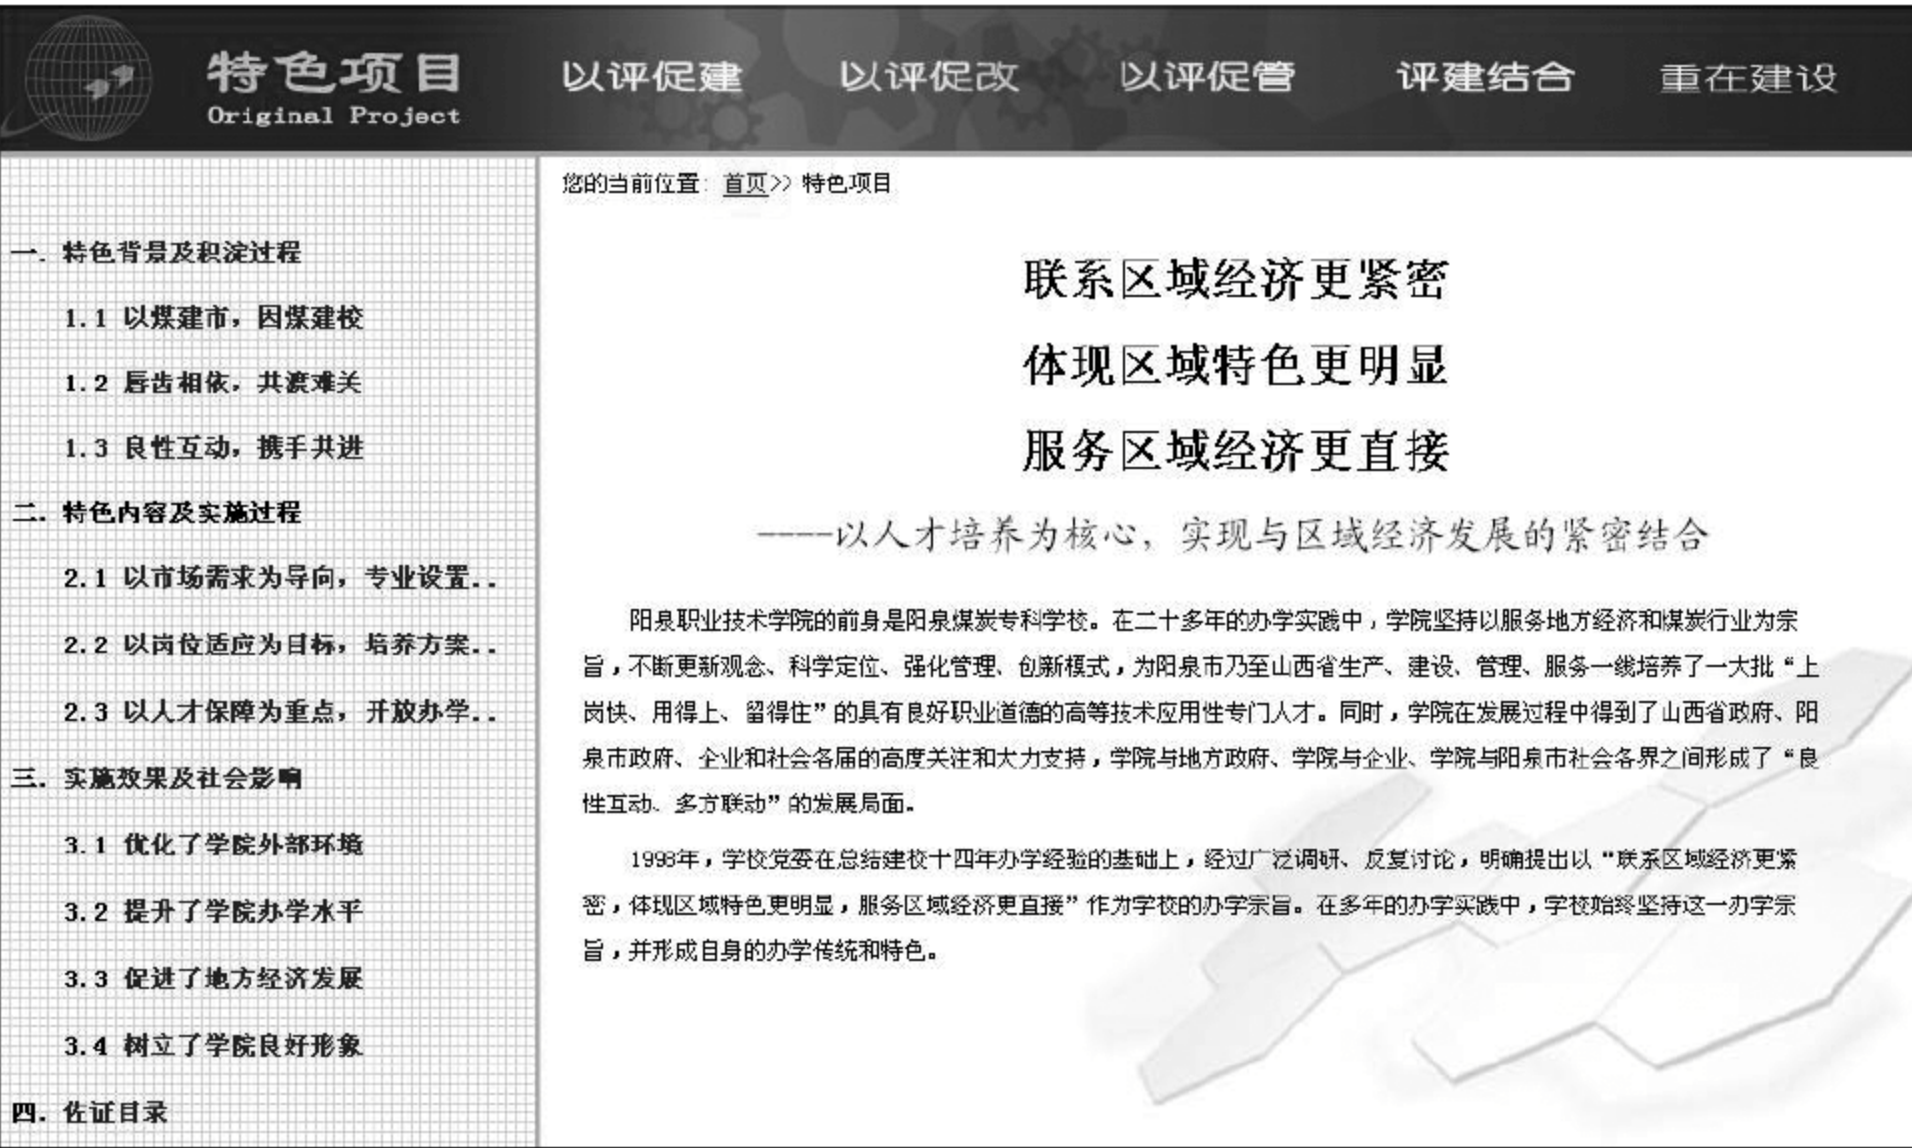 特色项目
Original Project
以评促建 以评促改 以评促管 评建结合 重在建设
一. 特色背景及积淀过程
1.1 以煤建市，因煤建校
1.2 唇齿相依，共渡难关
1.3 良性互动，携手共进
二. 特色内容及实施过程
2.1 以市场需求为导向，专业设置..
2.2 以岗位适应为目标，培养方案..
2.3 以人才保障为重点，开放办学..
三. 实施效果及社会影响
3.1 优化了学院外部环境
3.2 提升了学院办学水平
3.3 促进了地方经济发展
3.4 树立了学院良好形象
四. 佐证目录
您的当前位置：首页>> 特色项目
联系区域经济更紧密
体现区域特色更明显
服务区域经济更直接
----以人才培养为核心，实现与区域经济发展的紧密结合
阳泉职业技术学院的前身是阳泉煤炭专科学校。在二十多年的办学实践中，学院坚持以服务地方经济和煤炭行业为宗
旨，不断更新观念、科学定位、强化管理、创新模式，为阳泉市乃至山西省生产、建设、管理、服务一线培养了一大批“上
岗快、用得上、留得住”的具有良好职业道德的高等技术应用性专门人才。同时，学院在发展过程中得到了山西省政府、阳
泉市政府、企业和社会各届的高度关注和大力支持，学院与地方政府、学院与企业、学院与阳泉市社会各界之间形成了“良
性互动、多方联动”的发展局面。
1998年，学校党委在总结建校十四年办学经验的基础上，经过广泛调研、反复讨论，明确提出以“联系区域经济更紧
密，体现区域特色更明显，服务区域经济更直接”作为学校的办学宗旨。在多年的办学实践中，学校始终坚持这一办学宗
旨，并形成自身的办学传统和特色。